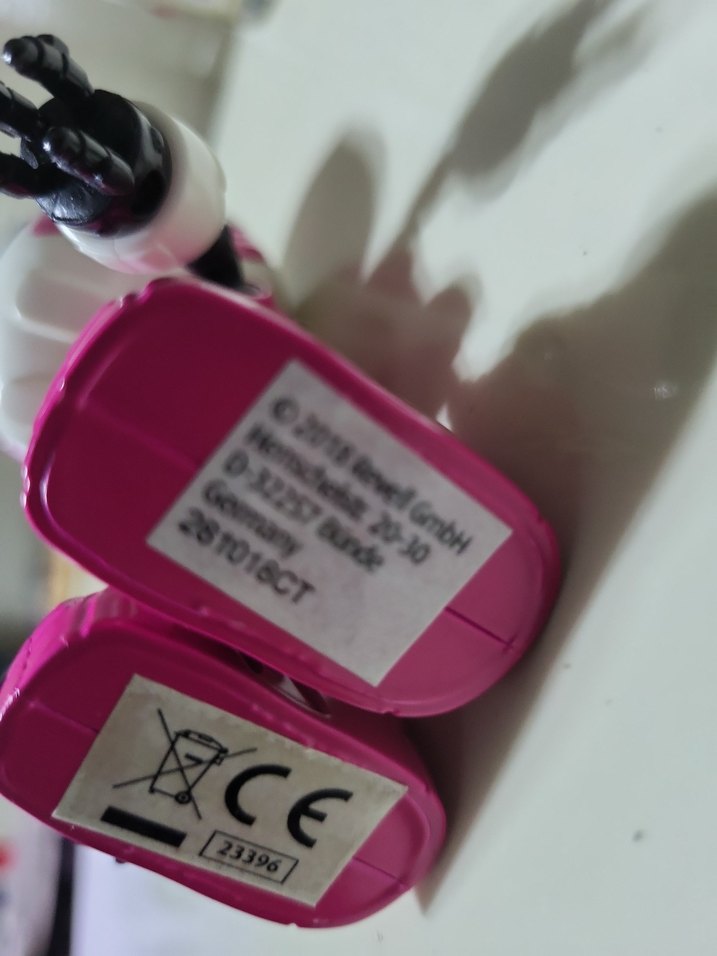 © 2018 Revell GmbH
Henschelstr. 20-30
D-32257 Bünde
Germany
281018CT
CE
23396